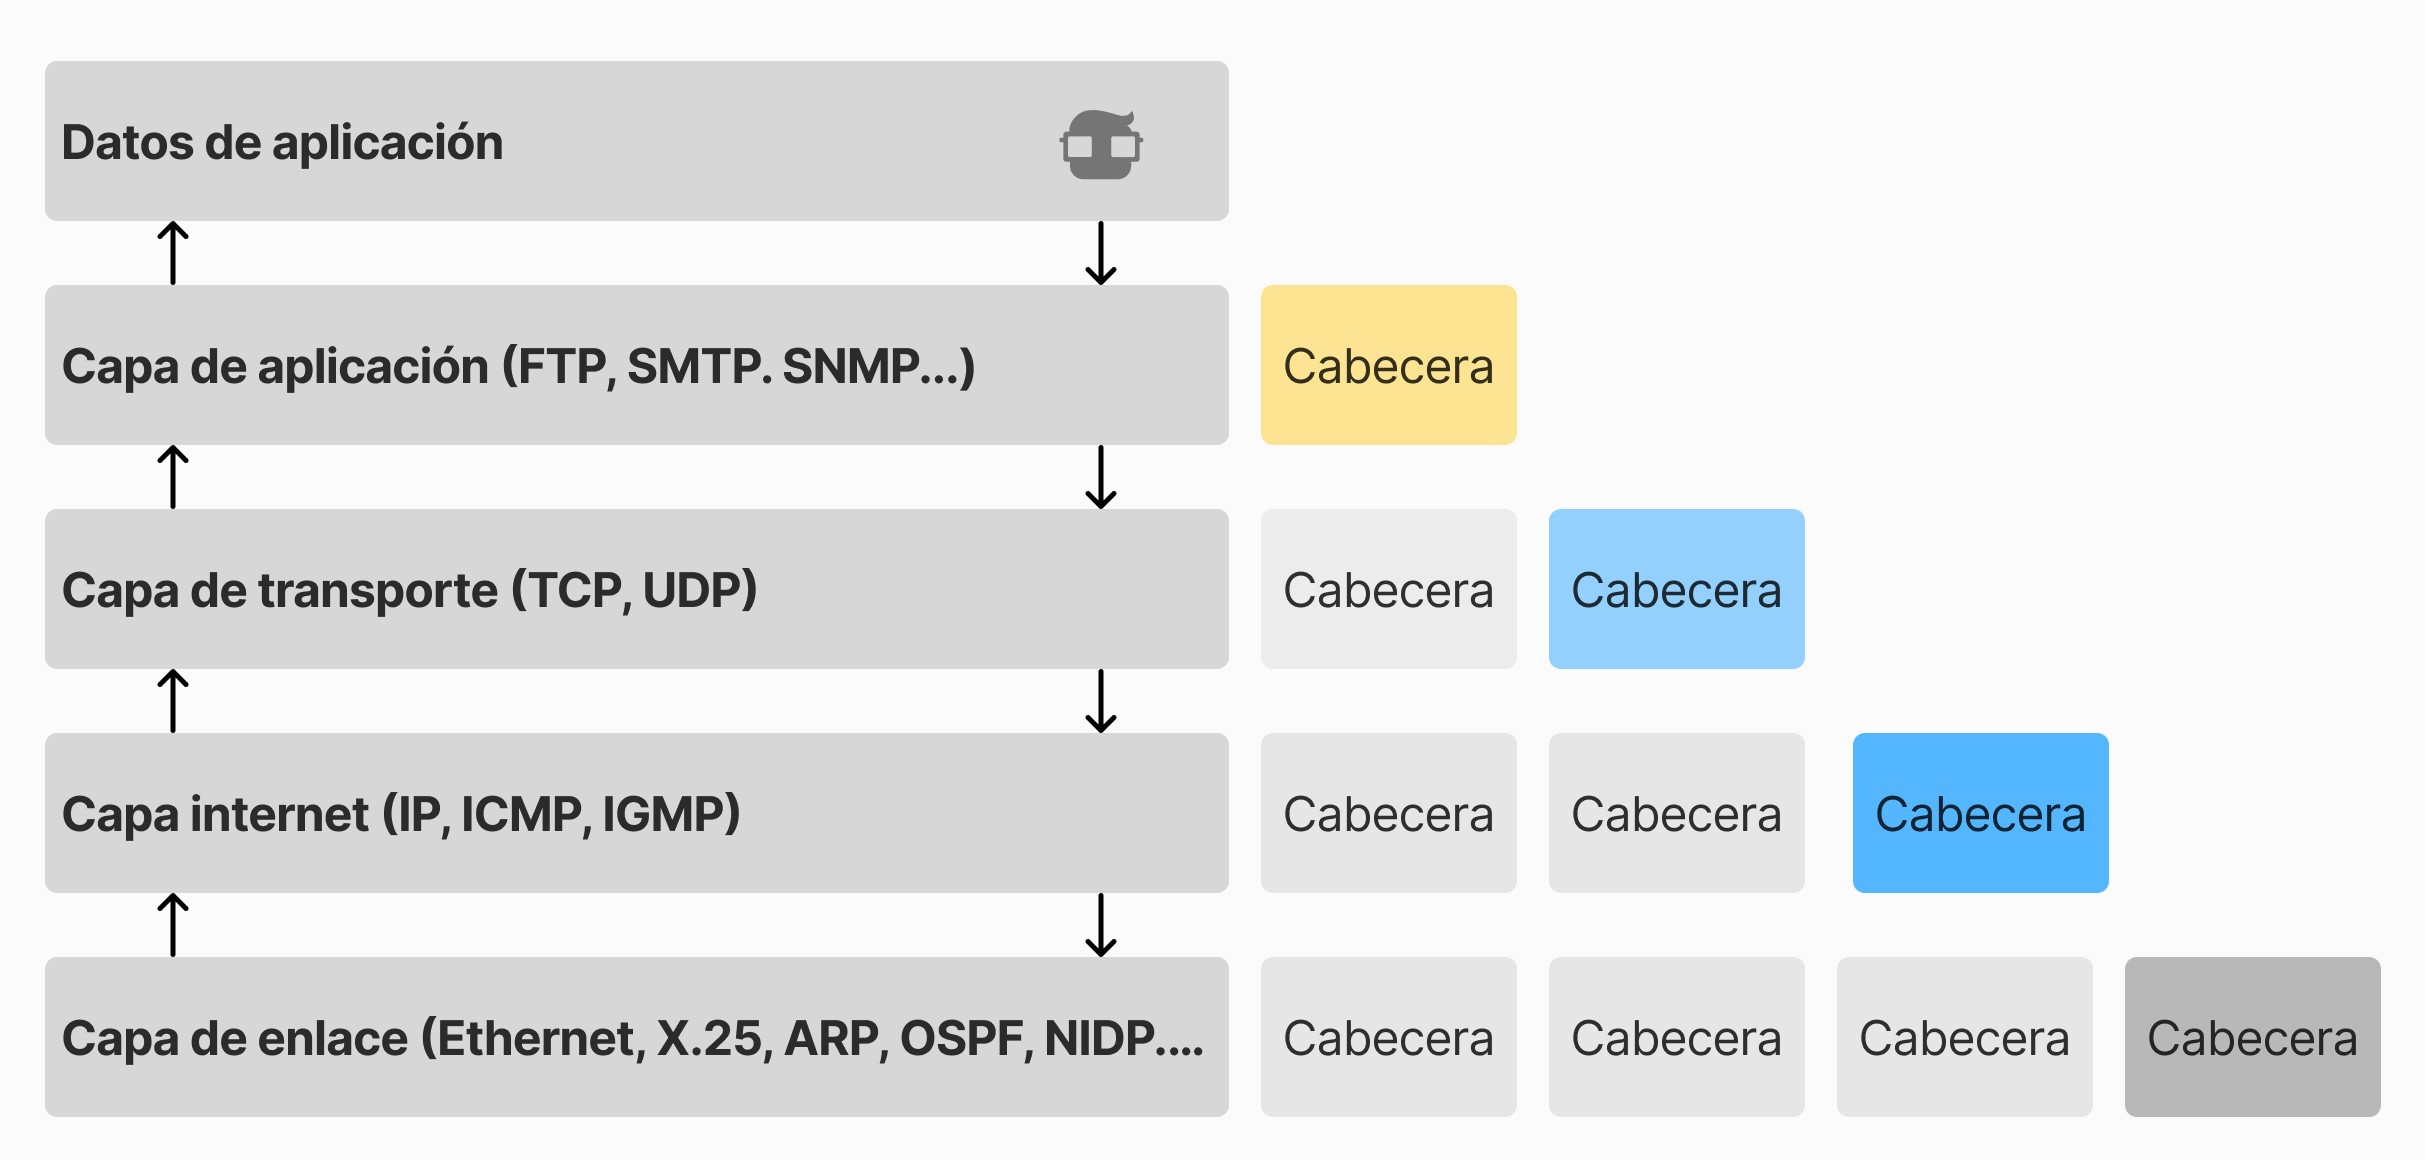 Datos de aplicación
Capa de aplicación (FTP, SMTP. SNMP...)
Cabecera
Capa de transporte (TCP, UDP)
Cabecera
Cabecera
Capa internet (IP, ICMP, IGMP)
Cabecera
Cabecera
Cabecera
Capa de enlace (Ethernet, X.25, ARP, OSPF, NIDP....
Cabecera
Cabecera
Cabecera
Cabecera